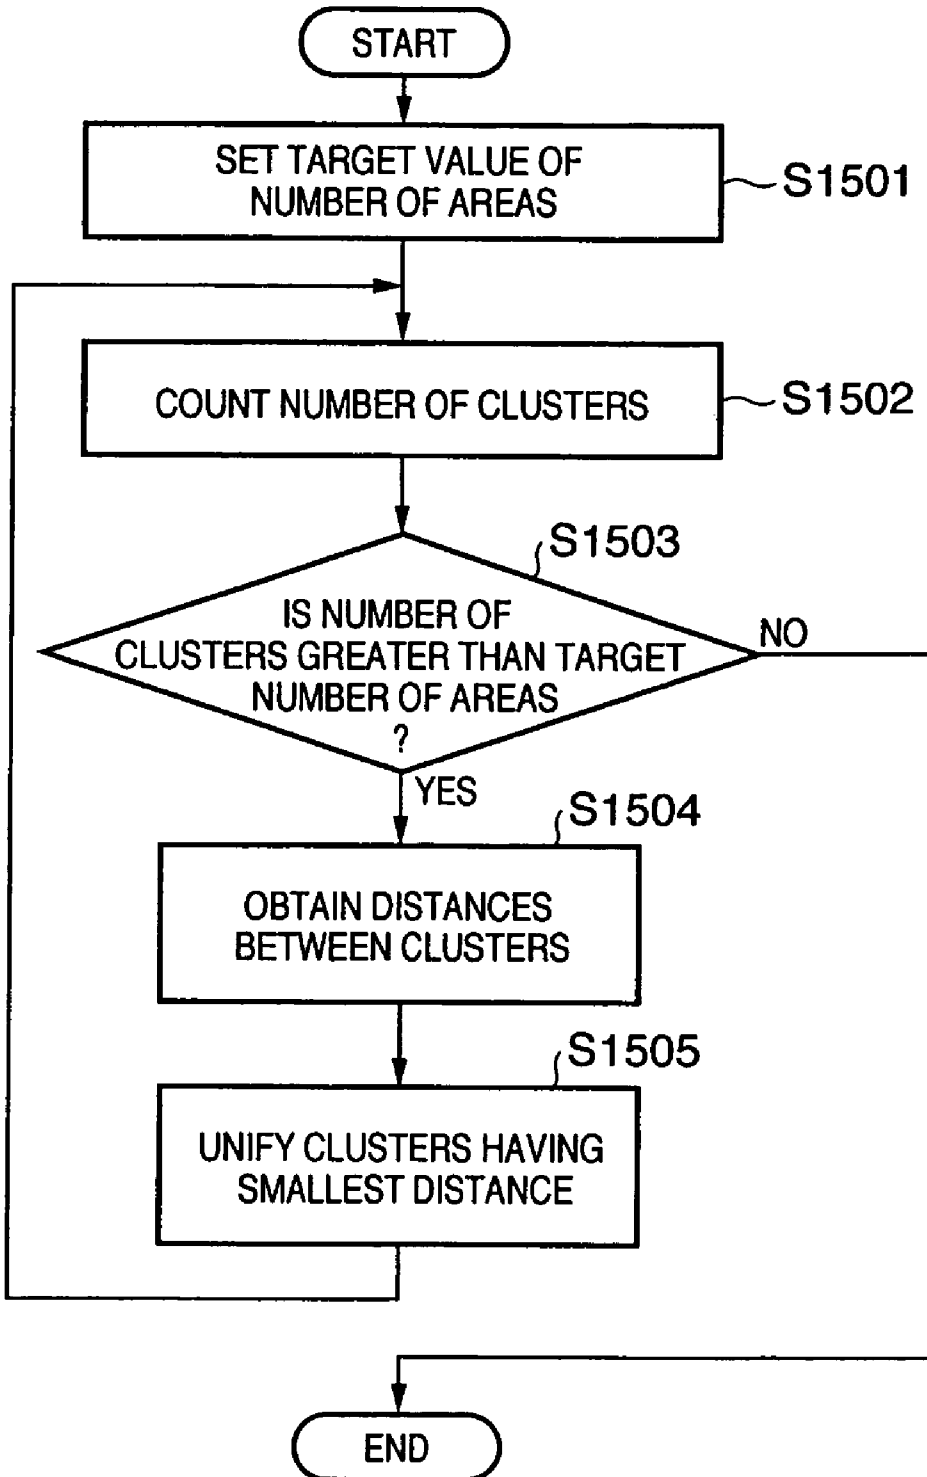 START
SET TARGET VALUE OF
NUMBER OF AREAS
S1501
COUNT NUMBER OF CLUSTERS
S1502
S1503
IS NUMBER OF
CLUSTERS GREATER THAN TARGET
NUMBER OF AREAS
?
NO
YES
S1504
OBTAIN DISTANCES
BETWEEN CLUSTERS
S1505
UNIFY CLUSTERS HAVING
SMALLEST DISTANCE
END